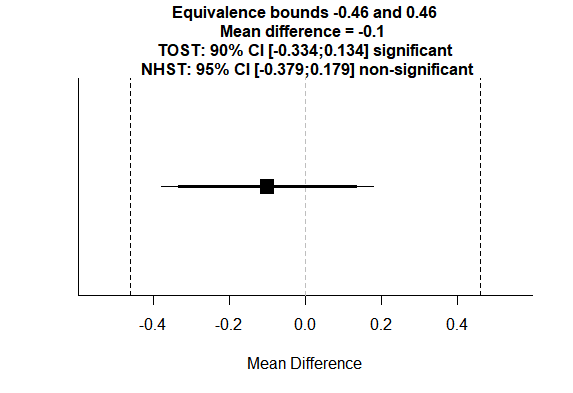 Equivalence bounds -0.46 and 0.46
Mean difference = -0.1
TOST: 90% CI [-0.334;0.134] significant
NHST: 95% CI [-0.379;0.179] non-significant
-0.4 -0.2 0.0 0.2 0.4
Mean Difference